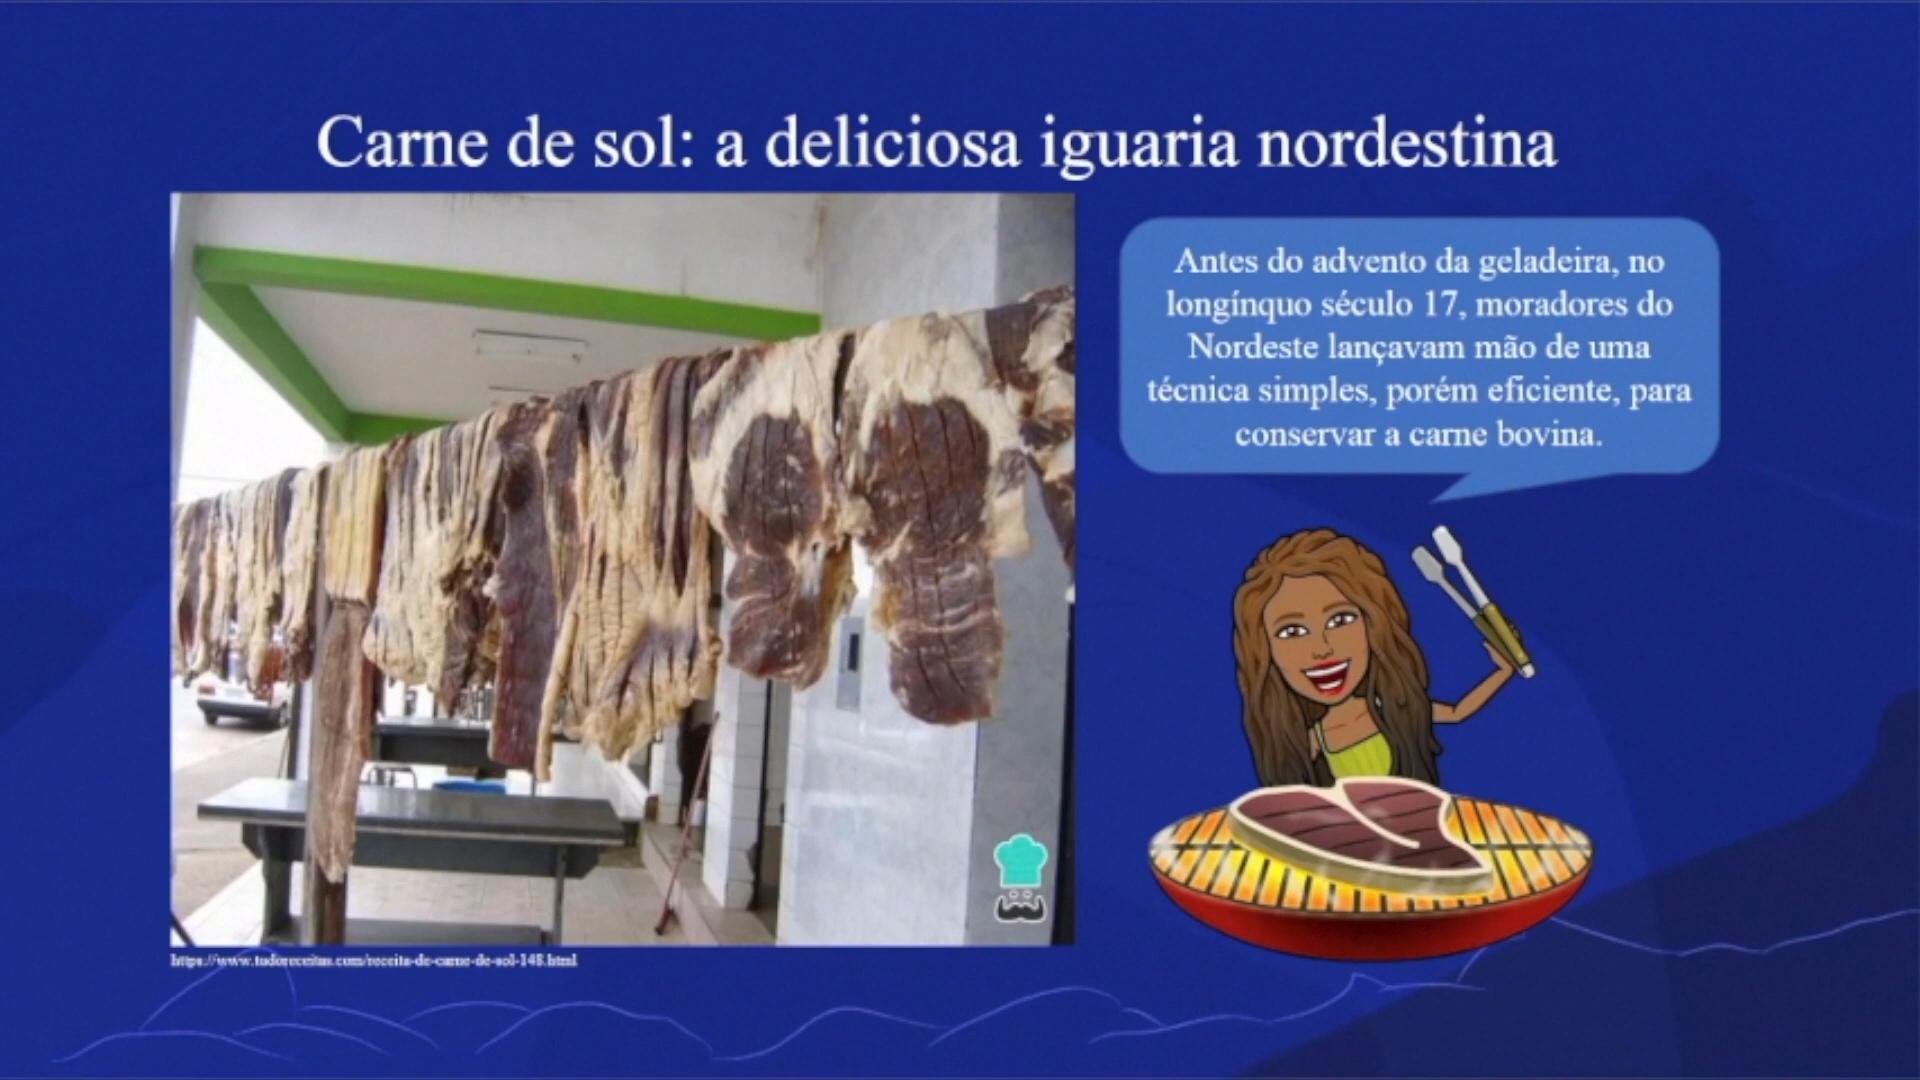 Carne de sol: a deliciosa iguaria nordestina
Antes do advento da geladeira, no
longínquo século 17, moradores do
Nordeste lançavam mão de uma
técnica simples, porém eficiente, para
conservar a carne bovina.
https://www.tudoreceitas.com/receita-de-carne-de-sol-148.html